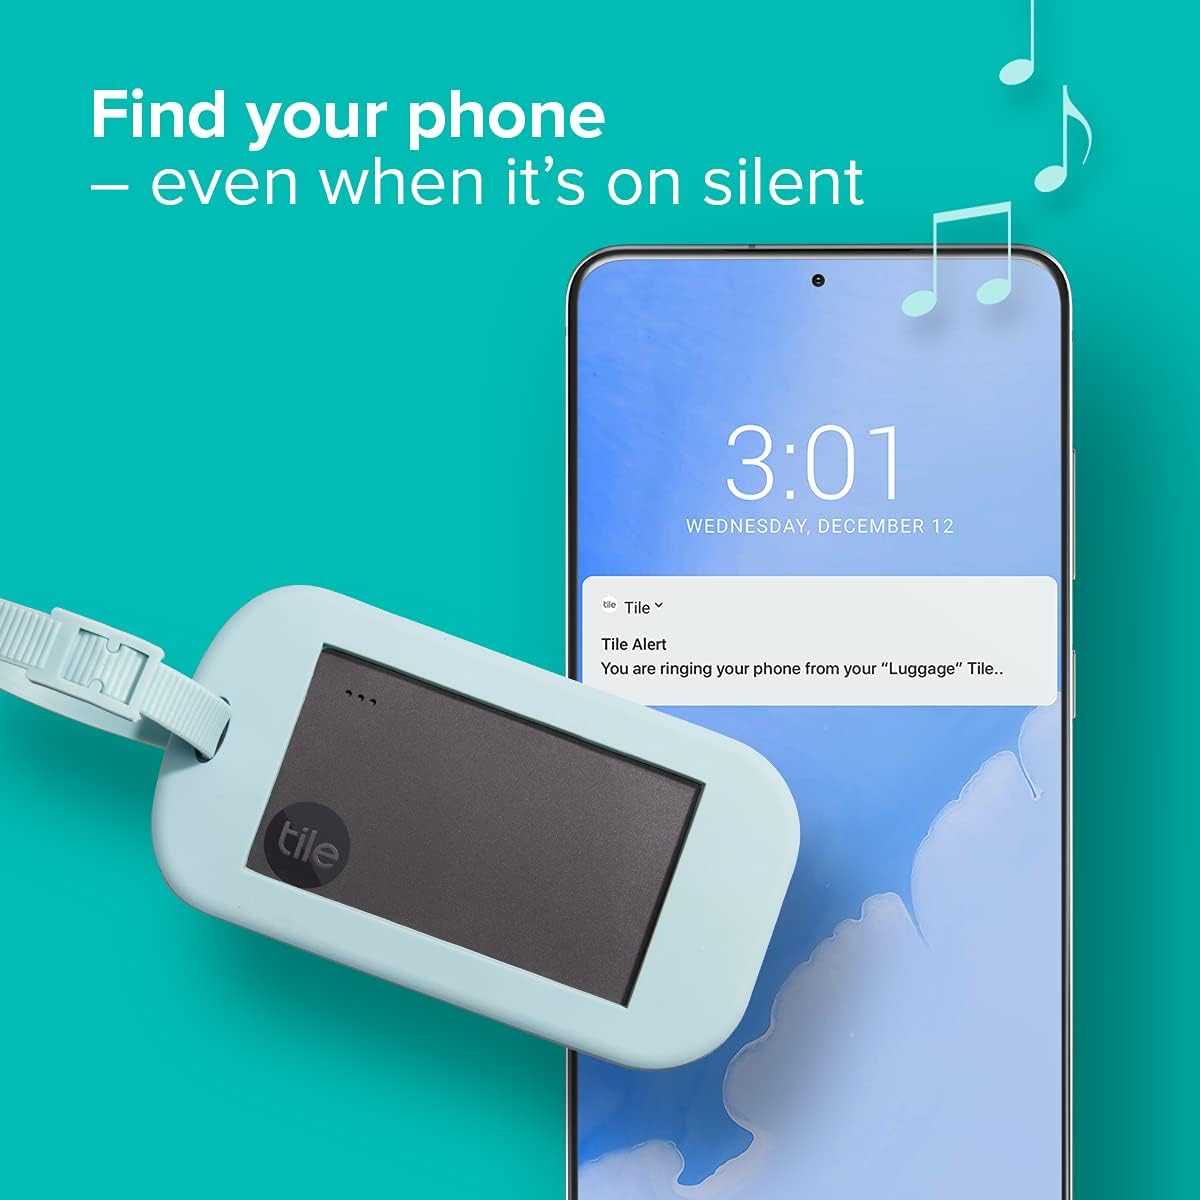 Find your phone
– even when it's on silent
3:01
WEDNESDAY, DECEMBER 12
tile Tile
Tile Alert
You are ringing your phone from your “Luggage” Tile..
tile